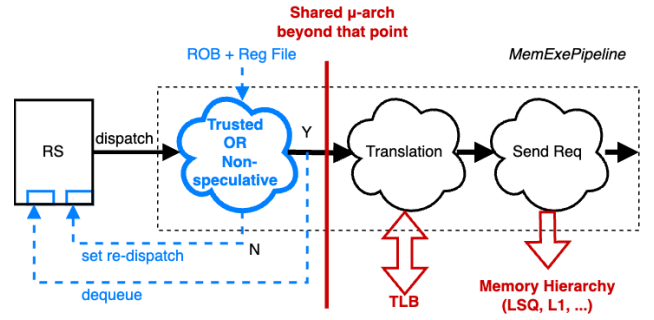 Shared µ-arch
beyond that point
ROB + Reg File
MemExePipeline
RS
dispatch
Trusted
OR
Non-
speculative
Y
Translation
Send Req
N
set re-dispatch
dequeue
TLB
Memory Hierarchy
(LSQ, L1, ...)